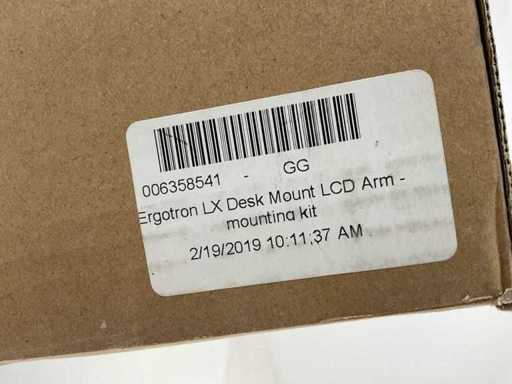 006358541 - GG
Ergotron LX Desk Mount LCD Arm -
mounting kit
2/19/2019 10:11:37 AM